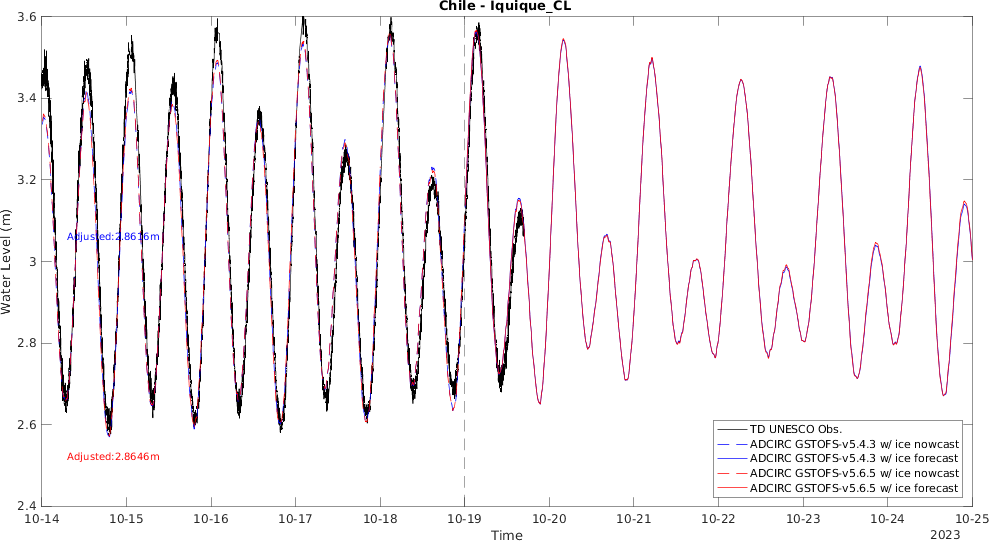 Chile - Iquique_CL
3.6
3.4
3.2
3
2.8
2.6
2.4
Water Level (m)
Adjusted:2.8616m
Adjusted:2.8646m
TD UNESCO Obs.
ADCIRC GSTOFS-v5.4.3 w/ ice nowcast
ADCIRC GSTOFS-v5.4.3 w/ ice forecast
ADCIRC GSTOFS-v5.6.5 w/ ice nowcast
ADCIRC GSTOFS-v5.6.5 w/ ice forecast
10-14 10-15 10-16 10-17 10-18 10-19 10-20 10-21 10-22 10-23 10-24 10-25
Time
2023